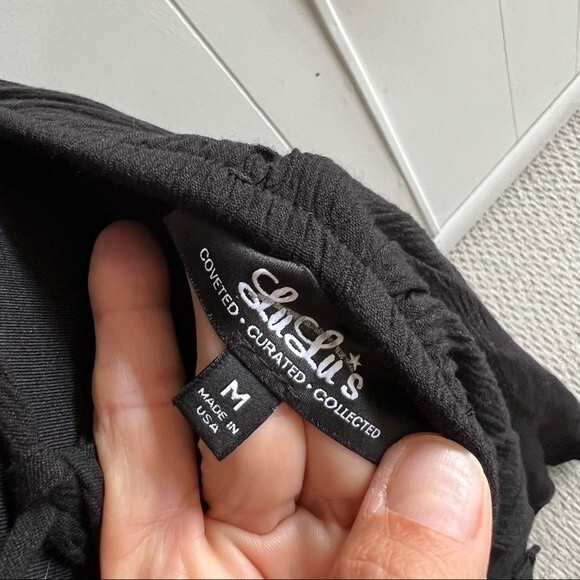 LuLu's
COVETED • CURATED • COLLECTED
M
MADE IN
USA